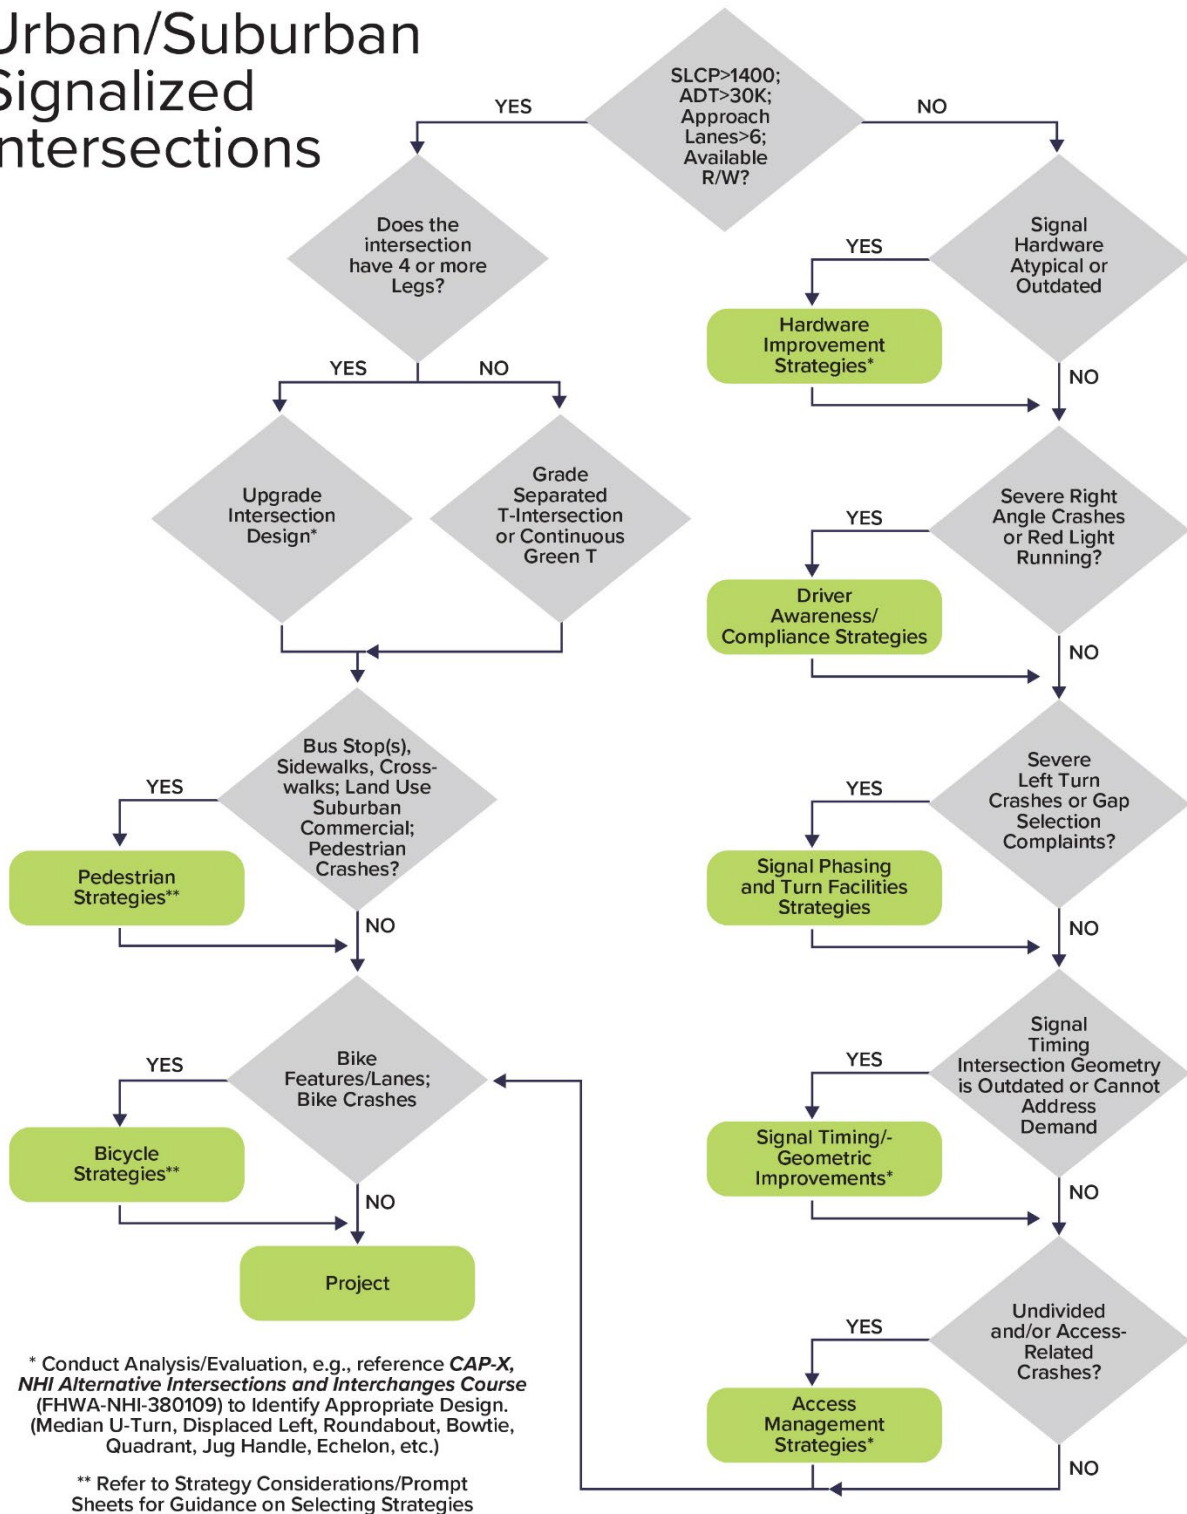 Urban/Suburban
Signalized
Intersections
SLCP>1400;
ADT>30K;
Approach
Lanes>6;
Available
R/W?
YES
NO
Does the
intersection
have 4 or more
Legs?
Signal
Hardware
Atypical or
Outdated
YES
Hardware
Improvement
Strategies*
NO
YES
NO
Upgrade
Intersection
Design*
Grade
Separated
T-Intersection
or Continuous
Green T
Severe Right
Angle Crashes
or Red Light
Running?
YES
Driver
Awareness/
Compliance Strategies
NO
Bus Stop(s),
Sidewalks, Cross-
walks; Land Use
Suburban
Commercial;
Pedestrian
Crashes?
YES
Pedestrian
Strategies**
NO
Severe
Left Turn
Crashes or Gap
Selection
Complaints?
YES
Signal Phasing
and Turn Facilities
Strategies
NO
Bike
Features/Lanes;
Bike Crashes
YES
Bicycle
Strategies**
NO
Project
Signal
Timing
Intersection Geometry
is Outdated or Cannot
Address
Demand
YES
Signal Timing/-
Geometric
Improvements*
NO
Undivided
and/or Access-
Related
Crashes?
YES
Access
Management
Strategies*
NO
* Conduct Analysis/Evaluation, e.g., reference CAP-X,
NHI Alternative Intersections and Interchanges Course
(FHWA-NHI-380109) to Identify Appropriate Design.
(Median U-Turn, Displaced Left, Roundabout, Bowtie,
Quadrant, Jug Handle, Echelon, etc.)
** Refer to Strategy Considerations/Prompt
Sheets for Guidance on Selecting Strategies